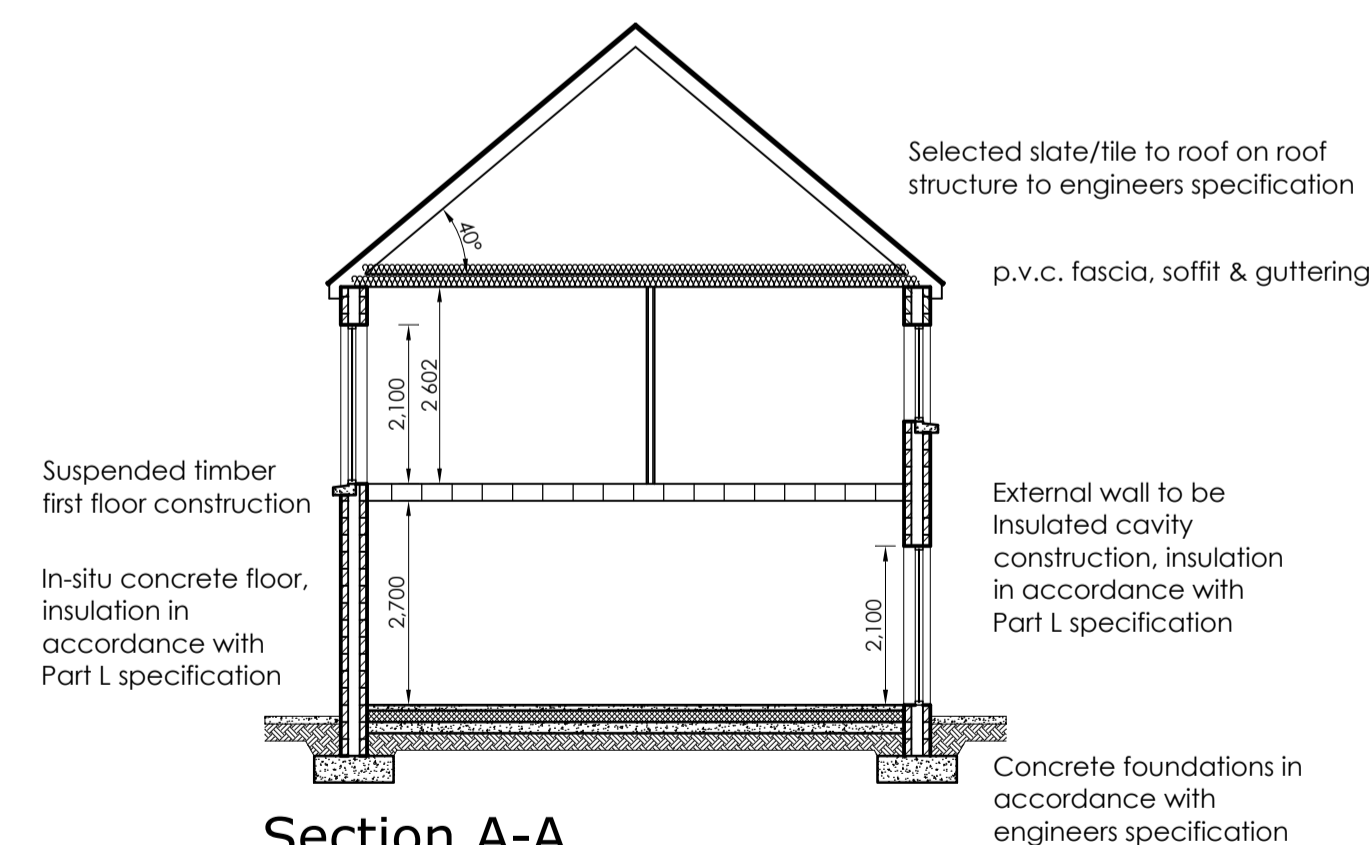 Selected slate/tile to roof on roof
structure to engineers specification
40°
p.v.c. fascia, soffit & guttering
2,100
2 602
Suspended timber
first floor construction
External wall to be
Insulated cavity
construction, insulation
in accordance with
Part L specification
In-situ concrete floor,
insulation in
accordance with
Part L specification
2,700
2,100
Concrete foundations in
accordance with
engineers specification
Section A-A